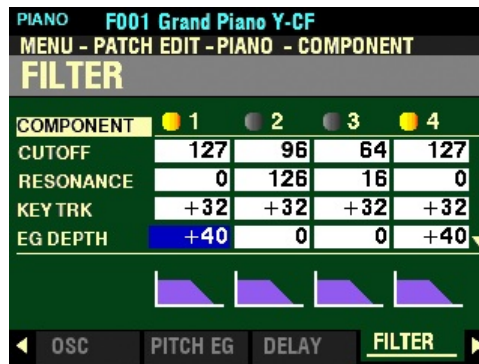 PIANO F001 Grand Piano Y-CF
MENU - PATCH EDIT - PIANO - COMPONENT
FILTER
COMPONENT 1 2 3 4
CUTOFF 127 96 64 127
RESONANCE 0 126 16 0
KEY TRK +32 +32 +32 +32
EG DEPTH +40 0 0 +40
OSC PITCH EG DELAY FILTER